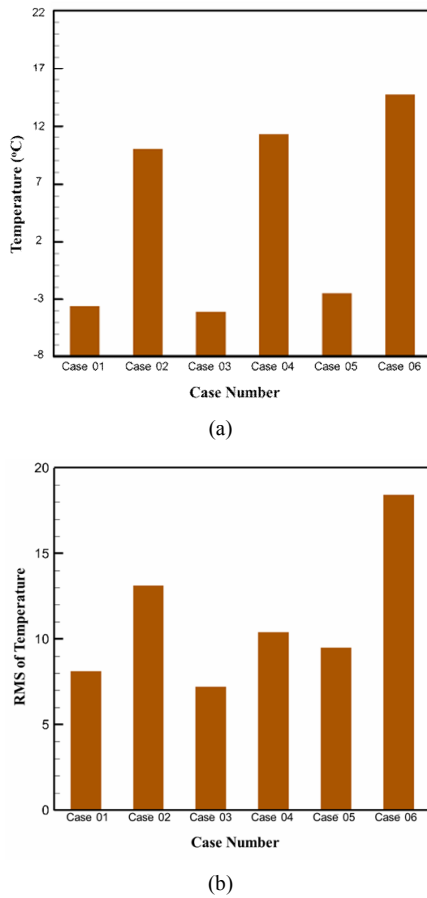 22
17
12
7
2
-3
-8
Temperature (°C)
Case 01 Case 02 Case 03 Case 04 Case 05 Case 06
Case Number
(a)
20
15
10
5
0
RMS of Temperature
Case 01 Case 02 Case 03 Case 04 Case 05 Case 06
Case Number
(b)